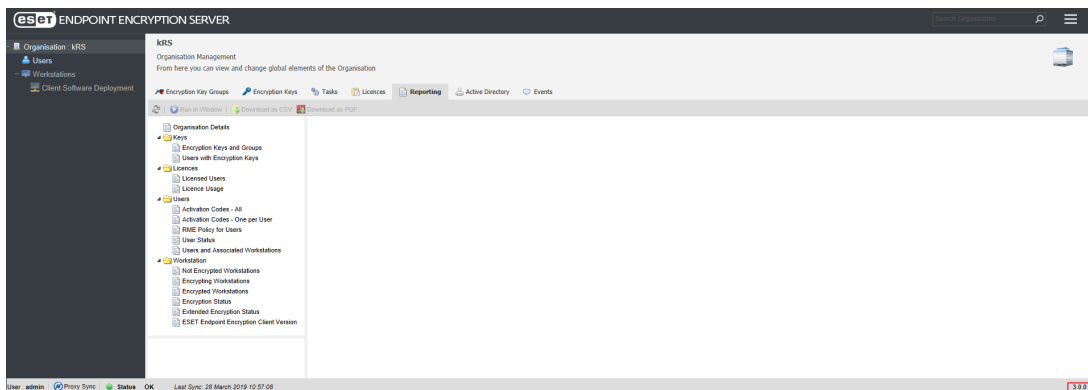 eset ENDPOINT ENCRYPTION SERVER
Search Organisation
Organisation : kRS
Users
Workstations
Client Software Deployment
kRS
Organisation Management
From here you can view and change global elements of the Organisation
Encryption Key Groups Encryption Keys Tasks Licences Reporting Active Directory Events
Run in Window Download as CSV Download as PDF
Organisation Details
Keys
Encryption Keys and Groups
Users with Encryption Keys
Licences
Licensed Users
Licence Usage
Users
Activation Codes - All
Activation Codes - One per User
RME Policy for Users
User Status
Users and Associated Workstations
Workstation
Not Encrypted Workstations
Encrypting Workstations
Encrypted Workstations
Encryption Status
Extended Encryption Status
ESET Endpoint Encryption Client Version
User : admin Proxy Sync Status OK Last Sync: 28 March 2019 10:57:08 3.0.0